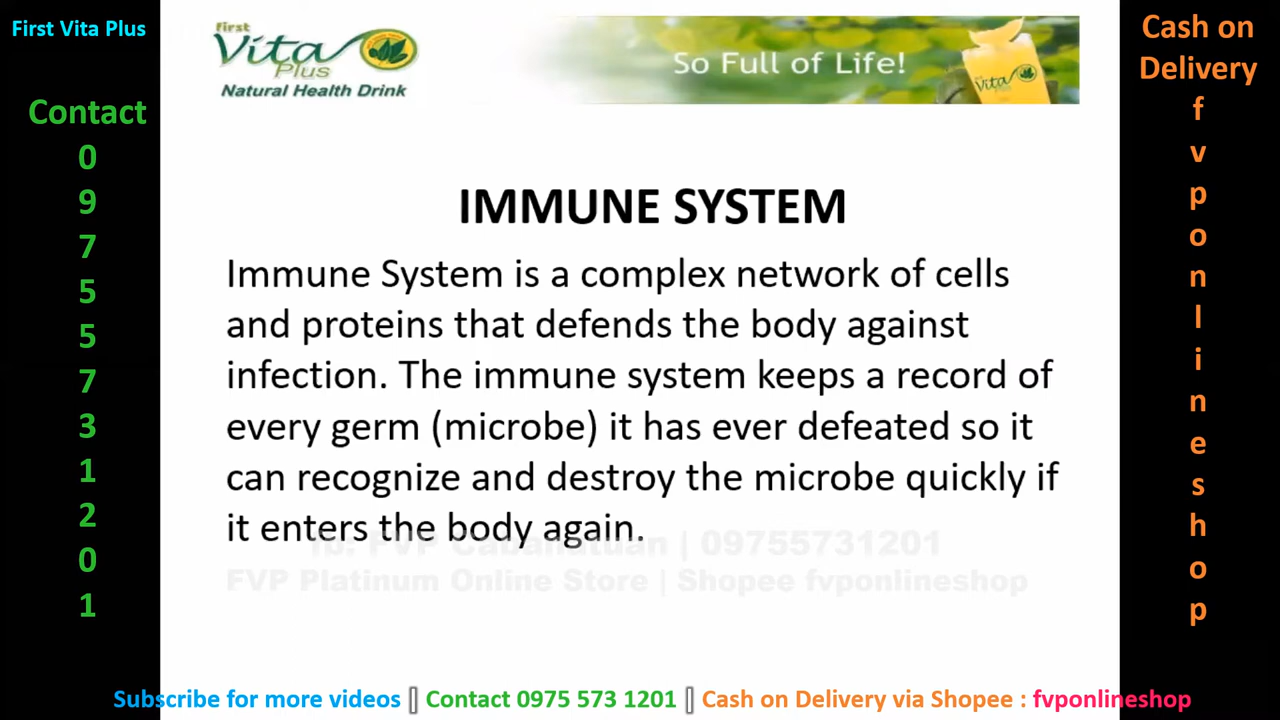 First Vita Plus
Contact
0
9
7
5
5
7
3
1
2
0
1
first
Vita
Plus
Natural Health Drink
So Full of Life!
Vita
IMMUNE SYSTEM
Immune System is a complex network of cells
and proteins that defends the body against
infection. The immune system keeps a record of
every germ (microbe) it has ever defeated so it
can recognize and destroy the microbe quickly if
it enters the body again.
fb: FVP Cabanatuan | 09755731201
FVP Platinum Online Store | Shopee fvponlineshop
Cash on
Delivery
f
v
p
o
n
l
i
n
e
s
h
o
p
Subscribe for more videos || Contact 0975 573 1201 || Cash on Delivery via Shopee : fvponlineshop